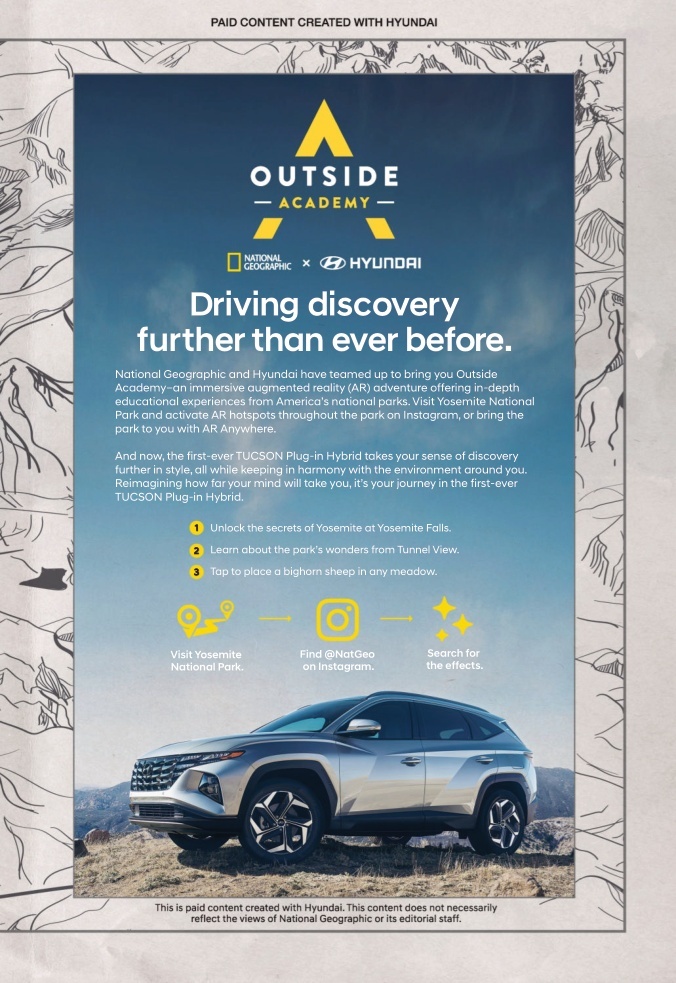 PAID CONTENT CREATED WITH HYUNDAI
OUTSIDE
ACADEMY
NATIONAL
GEOGRAPHIC
×
HYUNDAI
Driving discovery
further than ever before.
National Geographic and Hyundai have teamed up to bring you Outside
Academy–an immersive augmented reality (AR) adventure offering in-depth
educational experiences from America's national parks. Visit Yosemite National
Park and activate AR hotspots throughout the park on Instagram, or bring the
park to you with AR Anywhere.
And now, the first-ever TUCSON Plug-in Hybrid takes your sense of discovery
further in style, all while keeping in harmony with the environment around you.
Reimagining how far your mind will take you, it's your journey in the first-ever
TUCSON Plug-in Hybrid.
1 Unlock the secrets of Yosemite at Yosemite Falls.
2 Learn about the park's wonders from Tunnel View.
3 Tap to place a bighorn sheep in any meadow.
Visit Yosemite
National Park.
Find @NatGeo
on Instagram.
Search for
the effects.
This is paid content created with Hyundai. This content does not necessarily
reflect the views of National Geographic or its editorial staff.